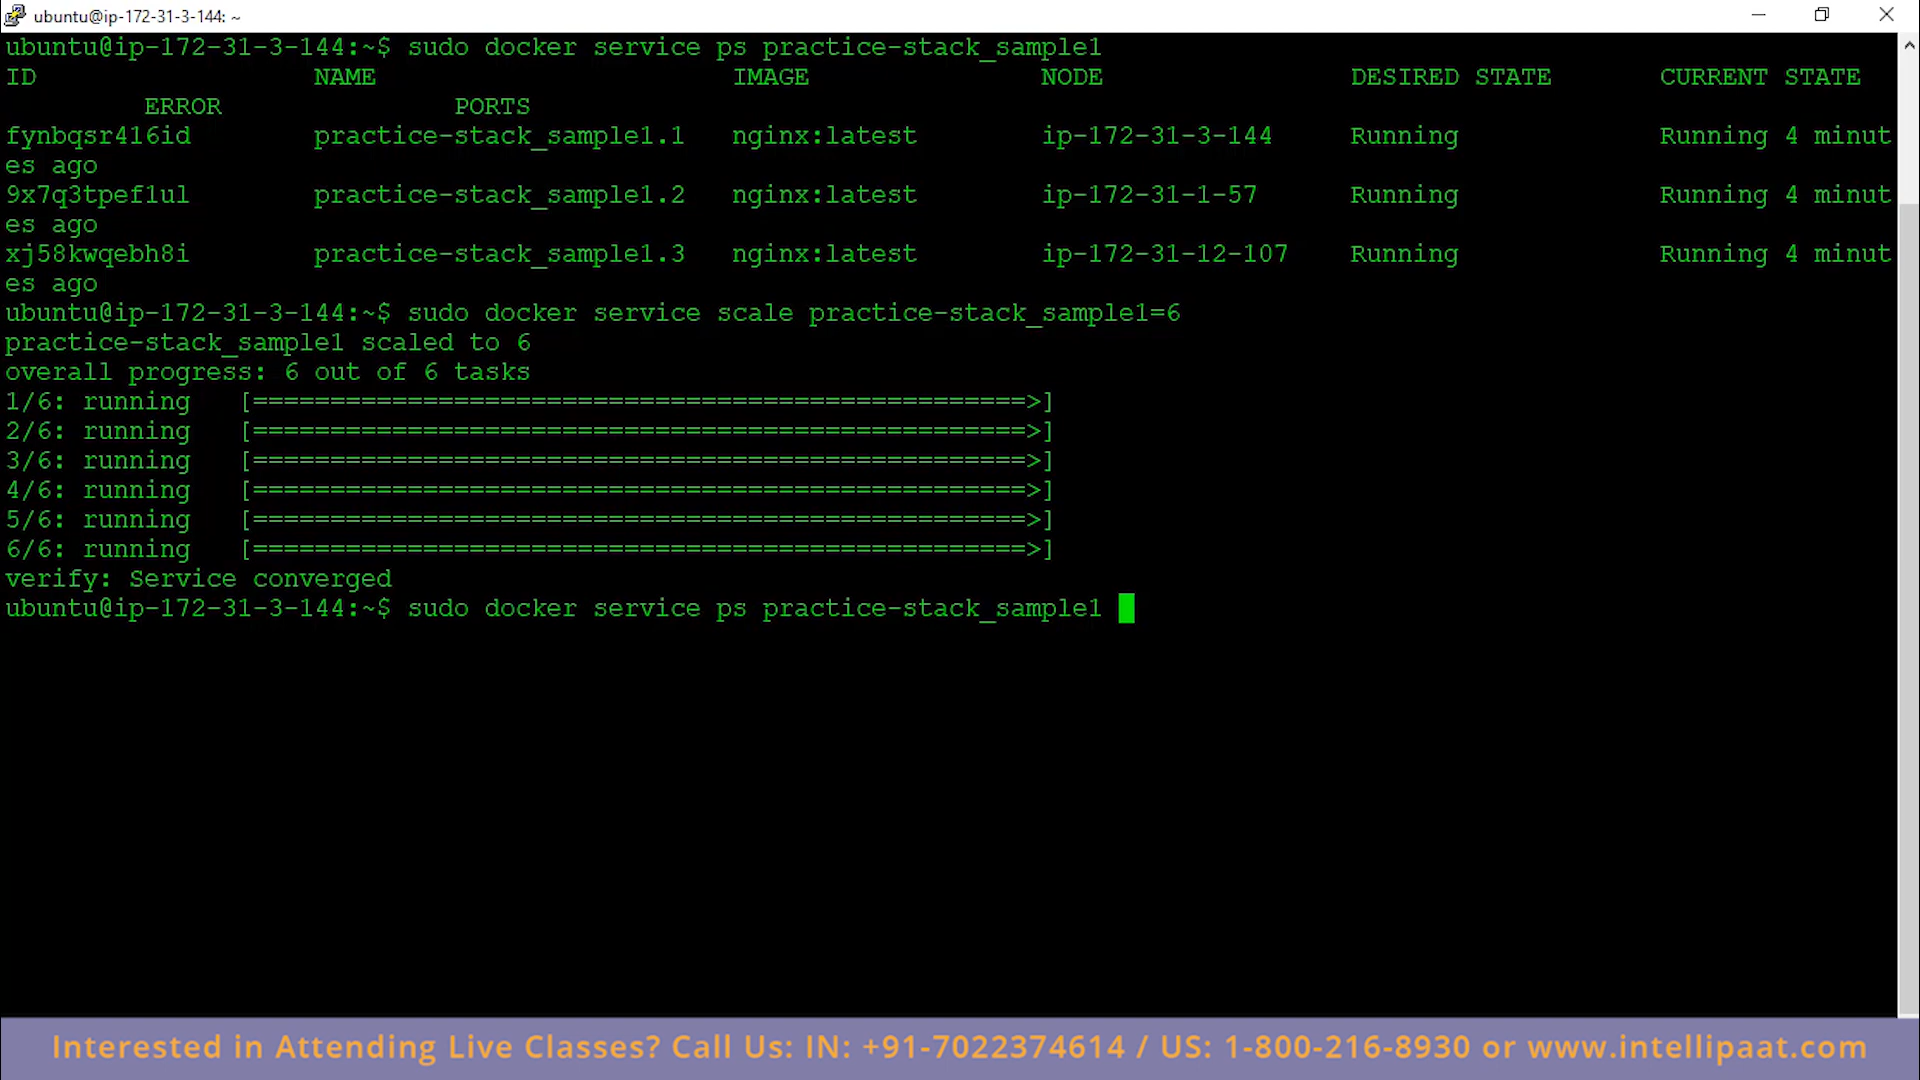 ubuntu@ip-172-31-3-144: ~
ubuntu@ip-172-31-3-144:~$ sudo docker service ps practice-stack_sample1
ID NAME IMAGE NODE DESIRED STATE CURRENT STATE
ERROR PORTS
fynbqsr416id practice-stack_sample1.1 nginx:latest ip-172-31-3-144 Running Running 4 minut
es ago
9x7q3tpef1ul practice-stack_sample1.2 nginx:latest ip-172-31-1-57 Running Running 4 minut
es ago
xj58kwqebh8i practice-stack_sample1.3 nginx:latest ip-172-31-12-107 Running Running 4 minut
es ago
ubuntu@ip-172-31-3-144:~$ sudo docker service scale practice-stack_sample1=6
practice-stack_sample1 scaled to 6
overall progress: 6 out of 6 tasks
1/6: running [==================================================>]
2/6: running [==================================================>]
3/6: running [==================================================>]
4/6: running [==================================================>]
5/6: running [==================================================>]
6/6: running [==================================================>]
verify: Service converged
ubuntu@ip-172-31-3-144:~$ sudo docker service ps practice-stack_sample1
Interested in Attending Live Classes? Call Us: IN: +91-7022374614 / US: 1-800-216-8930 or www.intellipaat.com